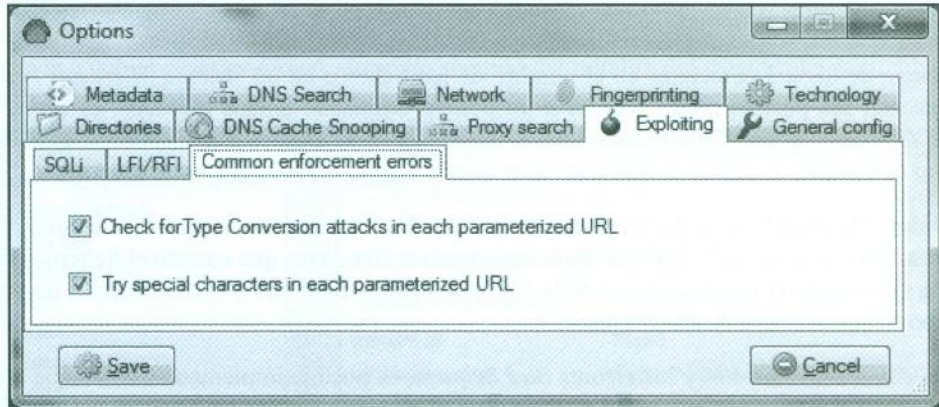 Options
Metadata DNS Search Network Fingerprinting Technology
Directories DNS Cache Snooping Proxy search Exploiting General config
SQLi LFI/RFI Common enforcement errors
Check forType Conversion attacks in each parameterized URL
Try special characters in each parameterized URL
Save Cancel